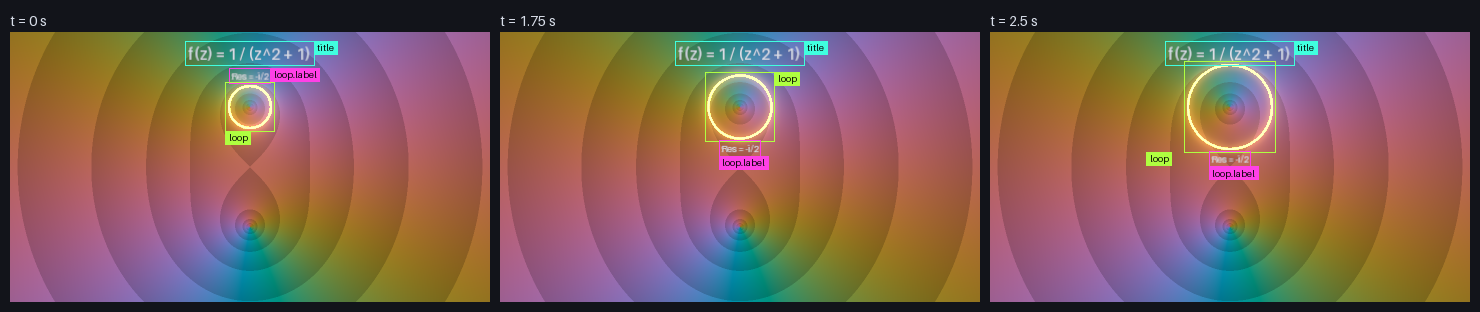 t = 0 s
f(z) = 1 / (z^2 + 1)
title
Res = -i/2
loop.label
loop
t = 1.75 s
f(z) = 1 / (z^2 + 1)
title
loop
Res = -i/2
loop.label
t = 2.5 s
f(z) = 1 / (z^2 + 1)
title
loop
Res = -i/2
loop.label